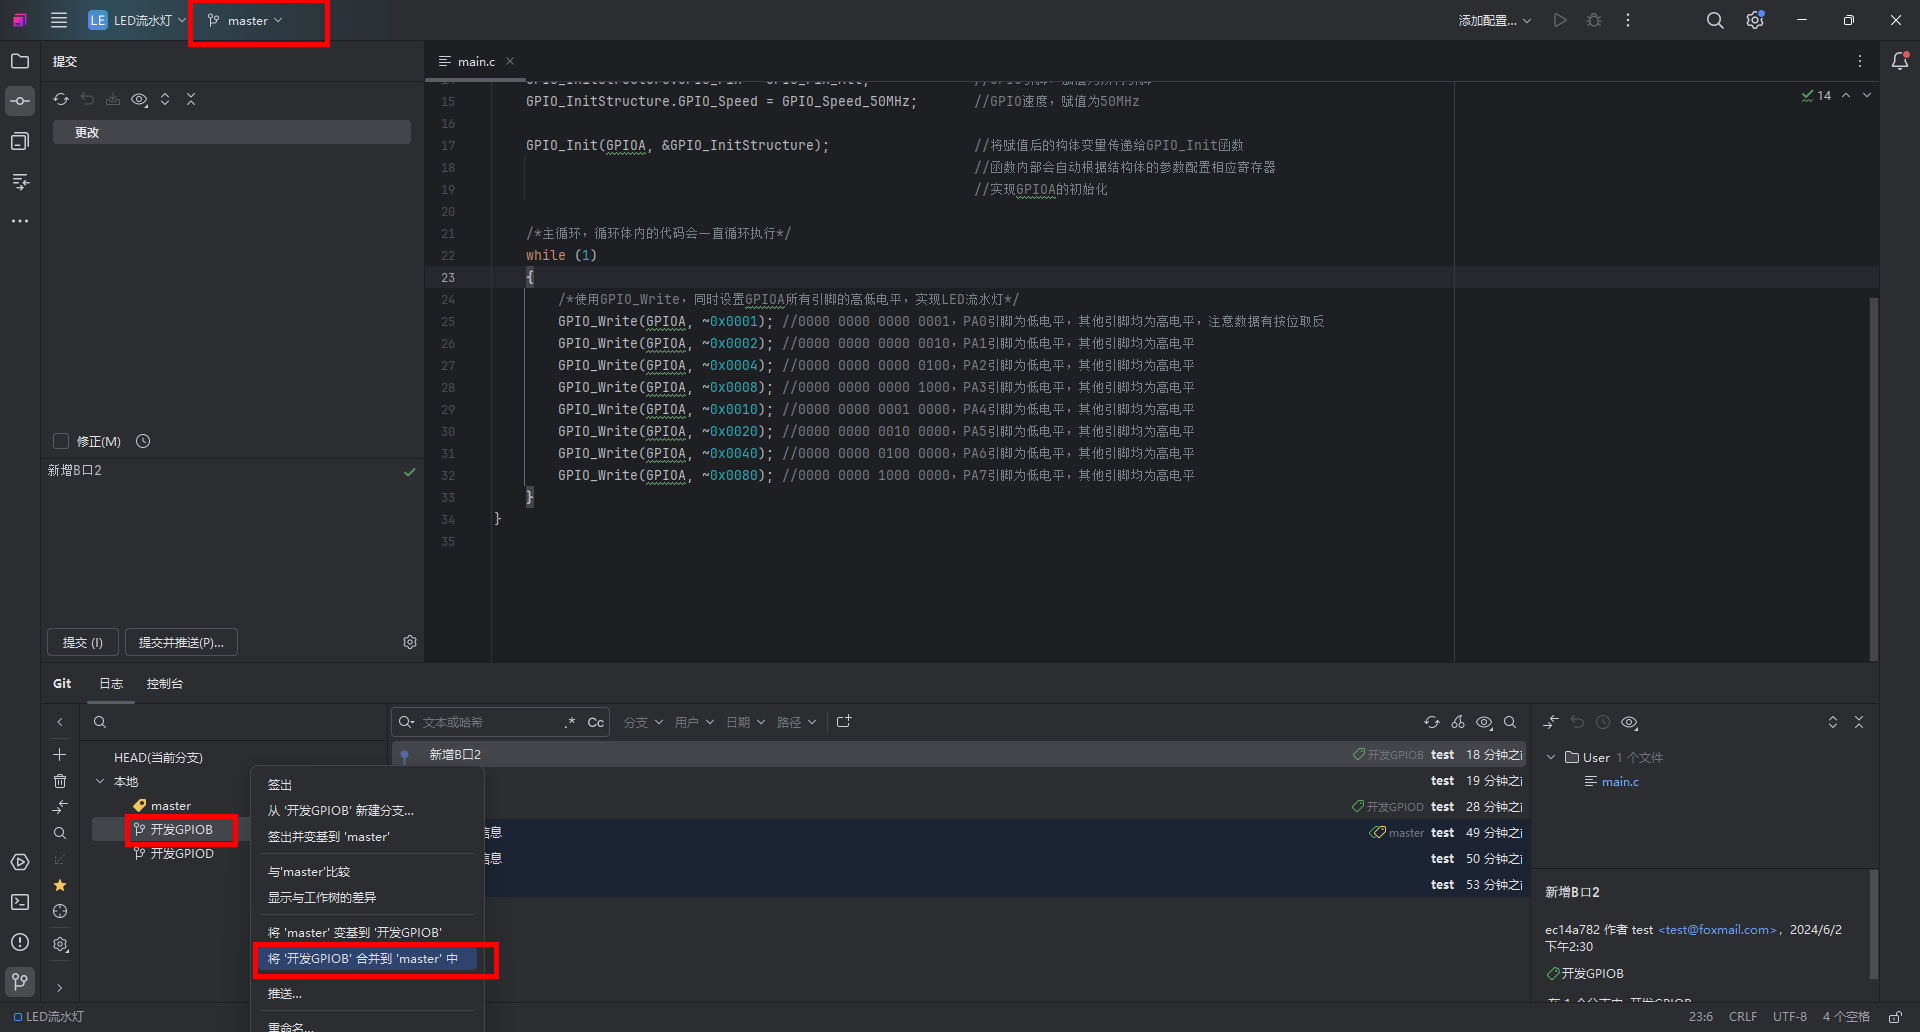 LE LED流水灯 master 添加配置...
提交
更改
修正(M)
新增B口2
提交 (I) 提交并推送(P)...
main.c
14
15 GPIO_InitStructure.GPIO_Speed = GPIO_Speed_50MHz; //GPIO速度，赋值为50MHz
16
17 GPIO_Init(GPIOA, &GPIO_InitStructure); //将赋值后的构体变量传递给GPIO_Init函数
18 //函数内部会自动根据结构体的参数配置相应寄存器
19 //实现GPIOA的初始化
20
21 /*主循环，循环体内的代码会一直循环执行*/
22 while (1)
23 {
24 /*使用GPIO_Write，同时设置GPIOA所有引脚的高低电平，实现LED流水灯*/
25 GPIO_Write(GPIOA, ~0x0001); //0000 0000 0000 0001，PA0引脚为低电平，其他引脚均为高电平，注意数据有按位取反
26 GPIO_Write(GPIOA, ~0x0002); //0000 0000 0000 0010，PA1引脚为低电平，其他引脚均为高电平
27 GPIO_Write(GPIOA, ~0x0004); //0000 0000 0000 0100，PA2引脚为低电平，其他引脚均为高电平
28 GPIO_Write(GPIOA, ~0x0008); //0000 0000 0000 1000，PA3引脚为低电平，其他引脚均为高电平
29 GPIO_Write(GPIOA, ~0x0010); //0000 0000 0001 0000，PA4引脚为低电平，其他引脚均为高电平
30 GPIO_Write(GPIOA, ~0x0020); //0000 0000 0010 0000，PA5引脚为低电平，其他引脚均为高电平
31 GPIO_Write(GPIOA, ~0x0040); //0000 0000 0100 0000，PA6引脚为低电平，其他引脚均为高电平
32 GPIO_Write(GPIOA, ~0x0080); //0000 0000 1000 0000，PA7引脚为低电平，其他引脚均为高电平
33 }
34 }
35
Git 日志 控制台
HEAD(当前分支)
本地
master
开发GPIOB
开发GPIOD
签出
从 '开发GPIOB' 新建分支...
签出并变基到 'master'
与'master'比较
显示与工作树的差异
将 'master' 变基到 '开发GPIOB'
将 '开发GPIOB' 合并到 'master' 中
推送...
重命名...
文本或哈希 .* Cc 分支 用户 日期 路径
新增B口2 开发GPIOB test 18 分钟之前
test 19 分钟之前
开发GPIOD test 28 分钟之前
信息 master test 49 分钟之前
信息 test 50 分钟之前
test 53 分钟之前
User 1 个文件
main.c
新增B口2
ec14a782 作者 test <test@foxmail.com>，2024/6/2
下午2:30
开发GPIOB
在 1 个分支中: 开发GPIOB
LED流水灯 23:6 CRLF UTF-8 4 个空格